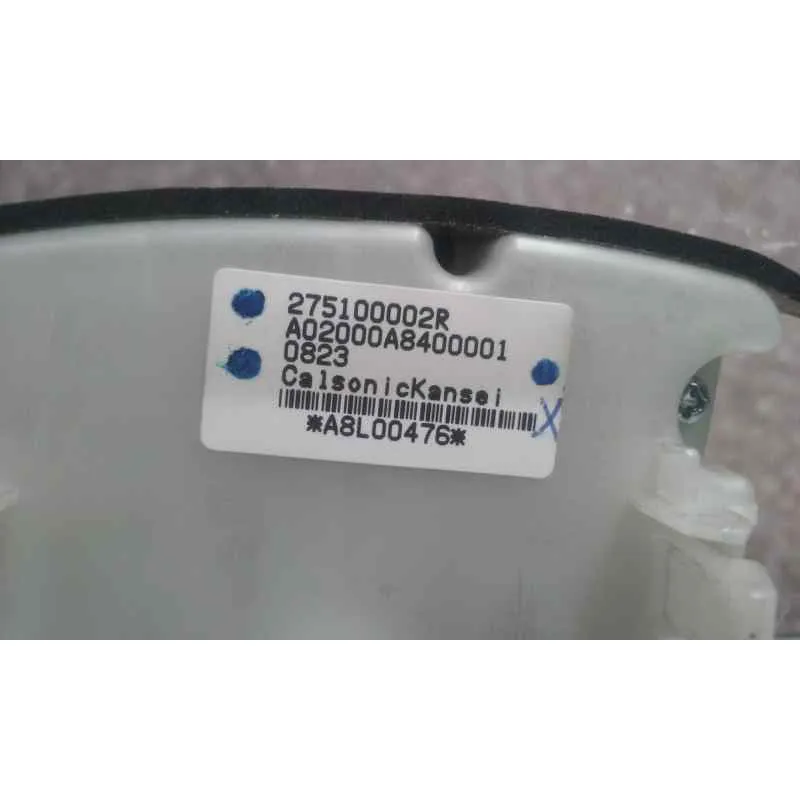 275100002R
A02000A8400001
0823
CalsonicKansei
*A8L00476*
X